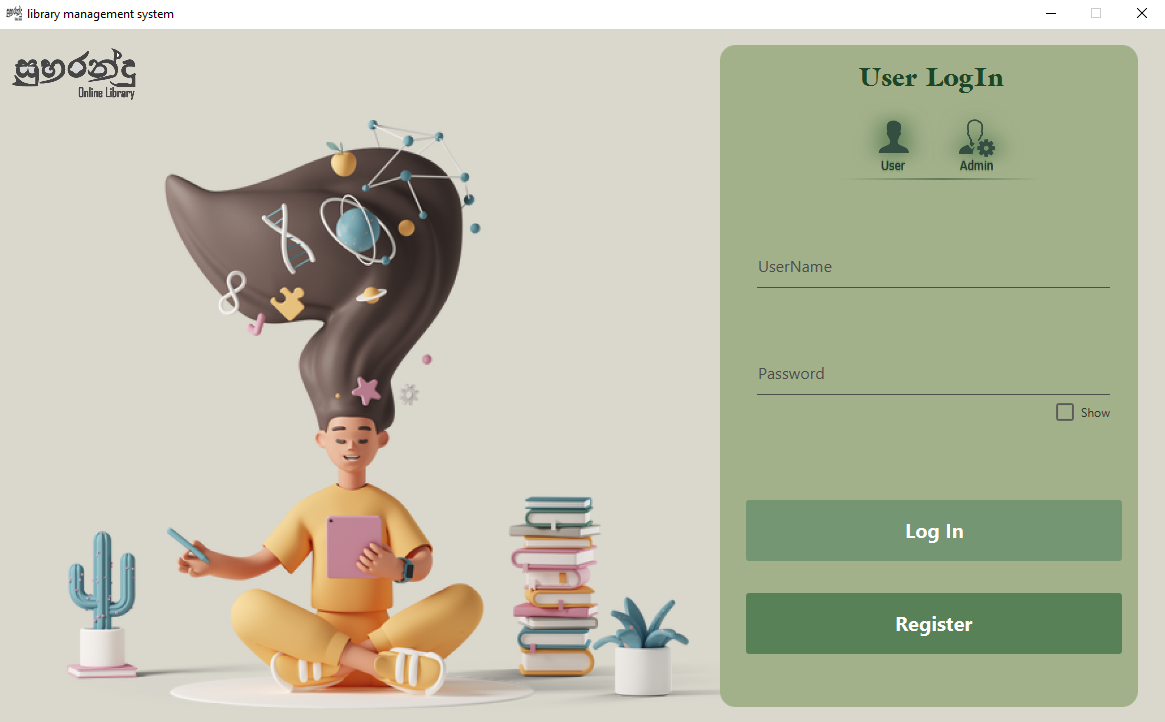 library management system
සුහරන්දු
Online Library
User LogIn
User
Admin
UserName
Password
Show
Log In
Register